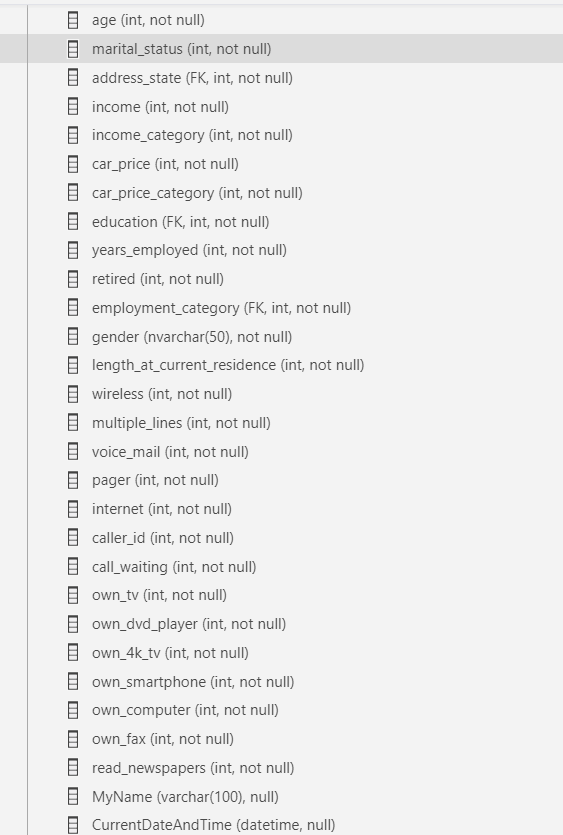 age (int, not null)
marital_status (int, not null)
address_state (FK, int, not null)
income (int, not null)
income_category (int, not null)
car_price (int, not null)
car_price_category (int, not null)
education (FK, int, not null)
years_employed (int, not null)
retired (int, not null)
employment_category (FK, int, not null)
gender (nvarchar(50), not null)
length_at_current_residence (int, not null)
wireless (int, not null)
multiple_lines (int, not null)
voice_mail (int, not null)
pager (int, not null)
internet (int, not null)
caller_id (int, not null)
call_waiting (int, not null)
own_tv (int, not null)
own_dvd_player (int, not null)
own_4k_tv (int, not null)
own_smartphone (int, not null)
own_computer (int, not null)
own_fax (int, not null)
read_newspapers (int, not null)
MyName (varchar(100), null)
CurrentDateAndTime (datetime, null)